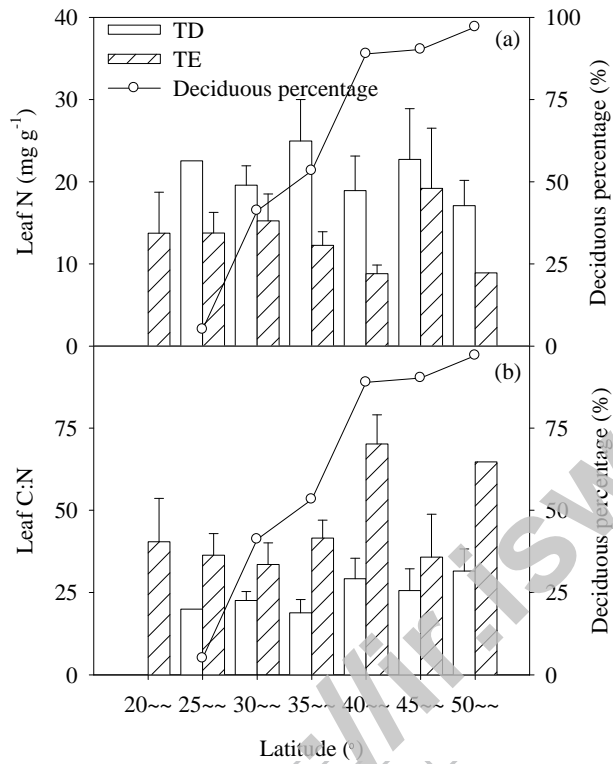 40
30
20
10
0
Leaf N (mg g-1)
TD
TE
Deciduous percentage
(a)
100
75
50
25
0
Deciduous percentage (%)
(b)
75
50
25
0
Leaf C:N
75
50
25
0
Deciduous percentage (%)
20~~ 25~~ 30~~ 35~~ 40~~ 45~~ 50~~
Latitude (o)
//ir.isw